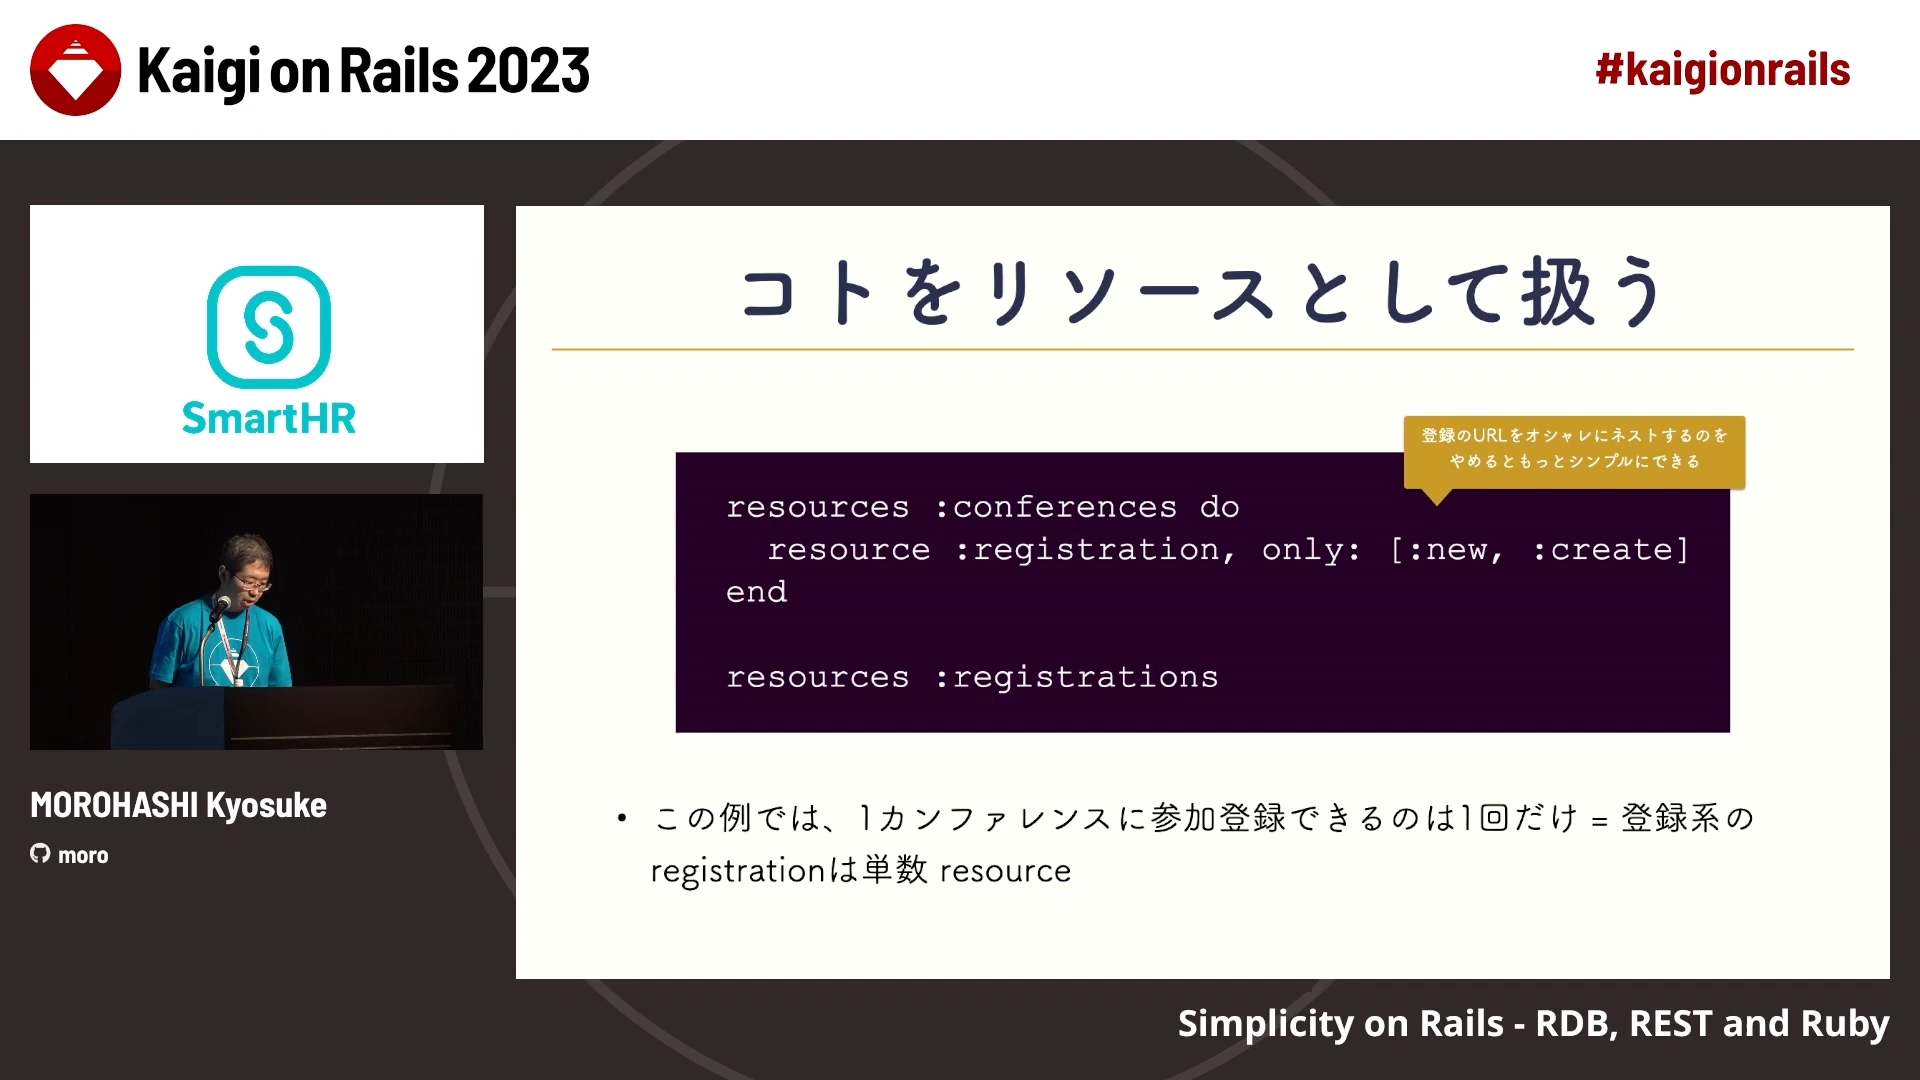 Kaigi on Rails 2023
#kaigionrails
SmartHR
MOROHASHI Kyosuke
moro
コトをリソースとして扱う
登録のURLをオシャレにネストするのを
やめるともっとシンプルにできる
resources :conferences do
  resource :registration, only: [:new, :create]
end
resources :registrations
• この例では、1カンファレンスに参加登録できるのは1回だけ = 登録系の
registrationは単数 resource
Simplicity on Rails - RDB, REST and Ruby